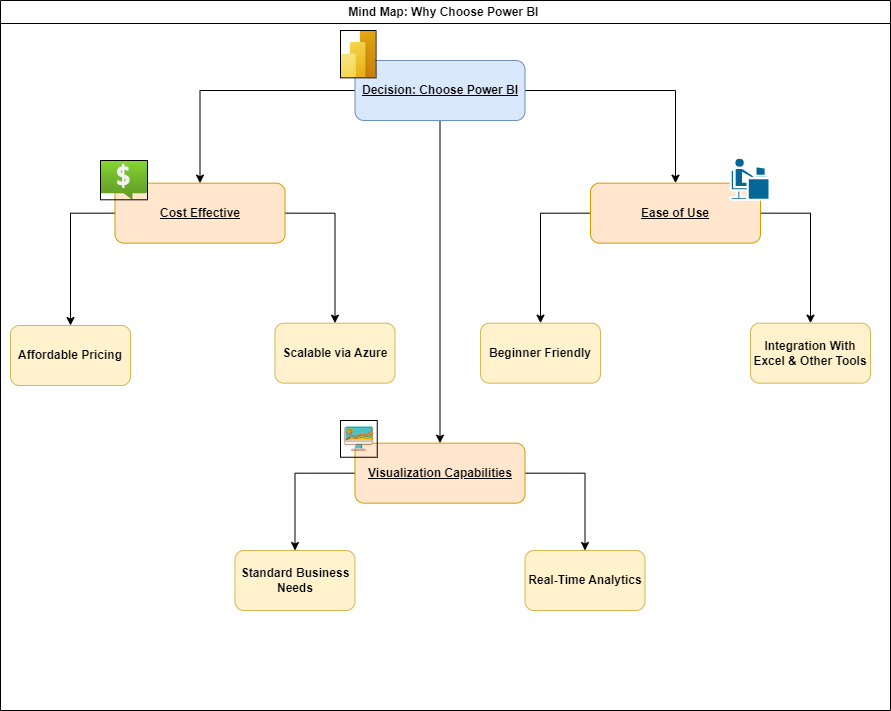 Mind Map: Why Choose Power BI
Decision: Choose Power BI
$
Cost Effective
Ease of Use
Affordable Pricing
Scalable via Azure
Beginner Friendly
Integration With
Excel & Other Tools
Visualization Capabilities
Standard Business
Needs
Real-Time Analytics